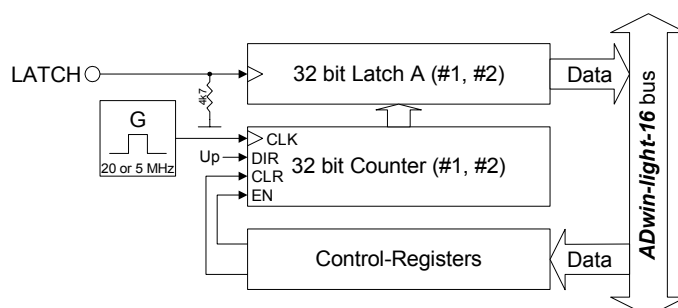 LATCH
32 bit Latch A (#1, #2)
Data
4k7
G
20 or 5 MHz
CLK
Up
DIR
CLR
EN
32 bit Counter (#1, #2)
Control-Registers
Data
ADwin-light-16 bus